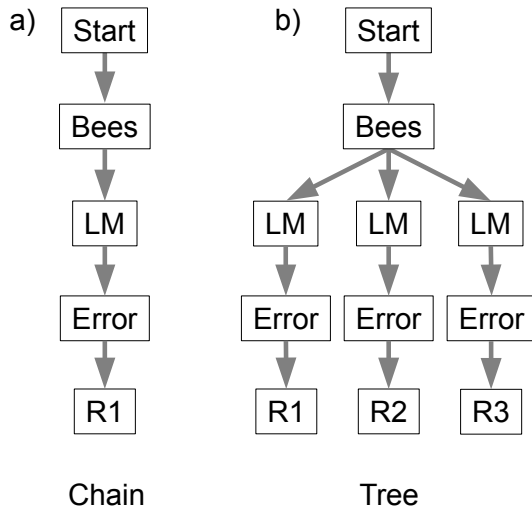 a)
Start
Bees
LM
Error
R1
Chain
b)
Start
Bees
LM LM LM
Error Error Error
R1 R2 R3
Tree